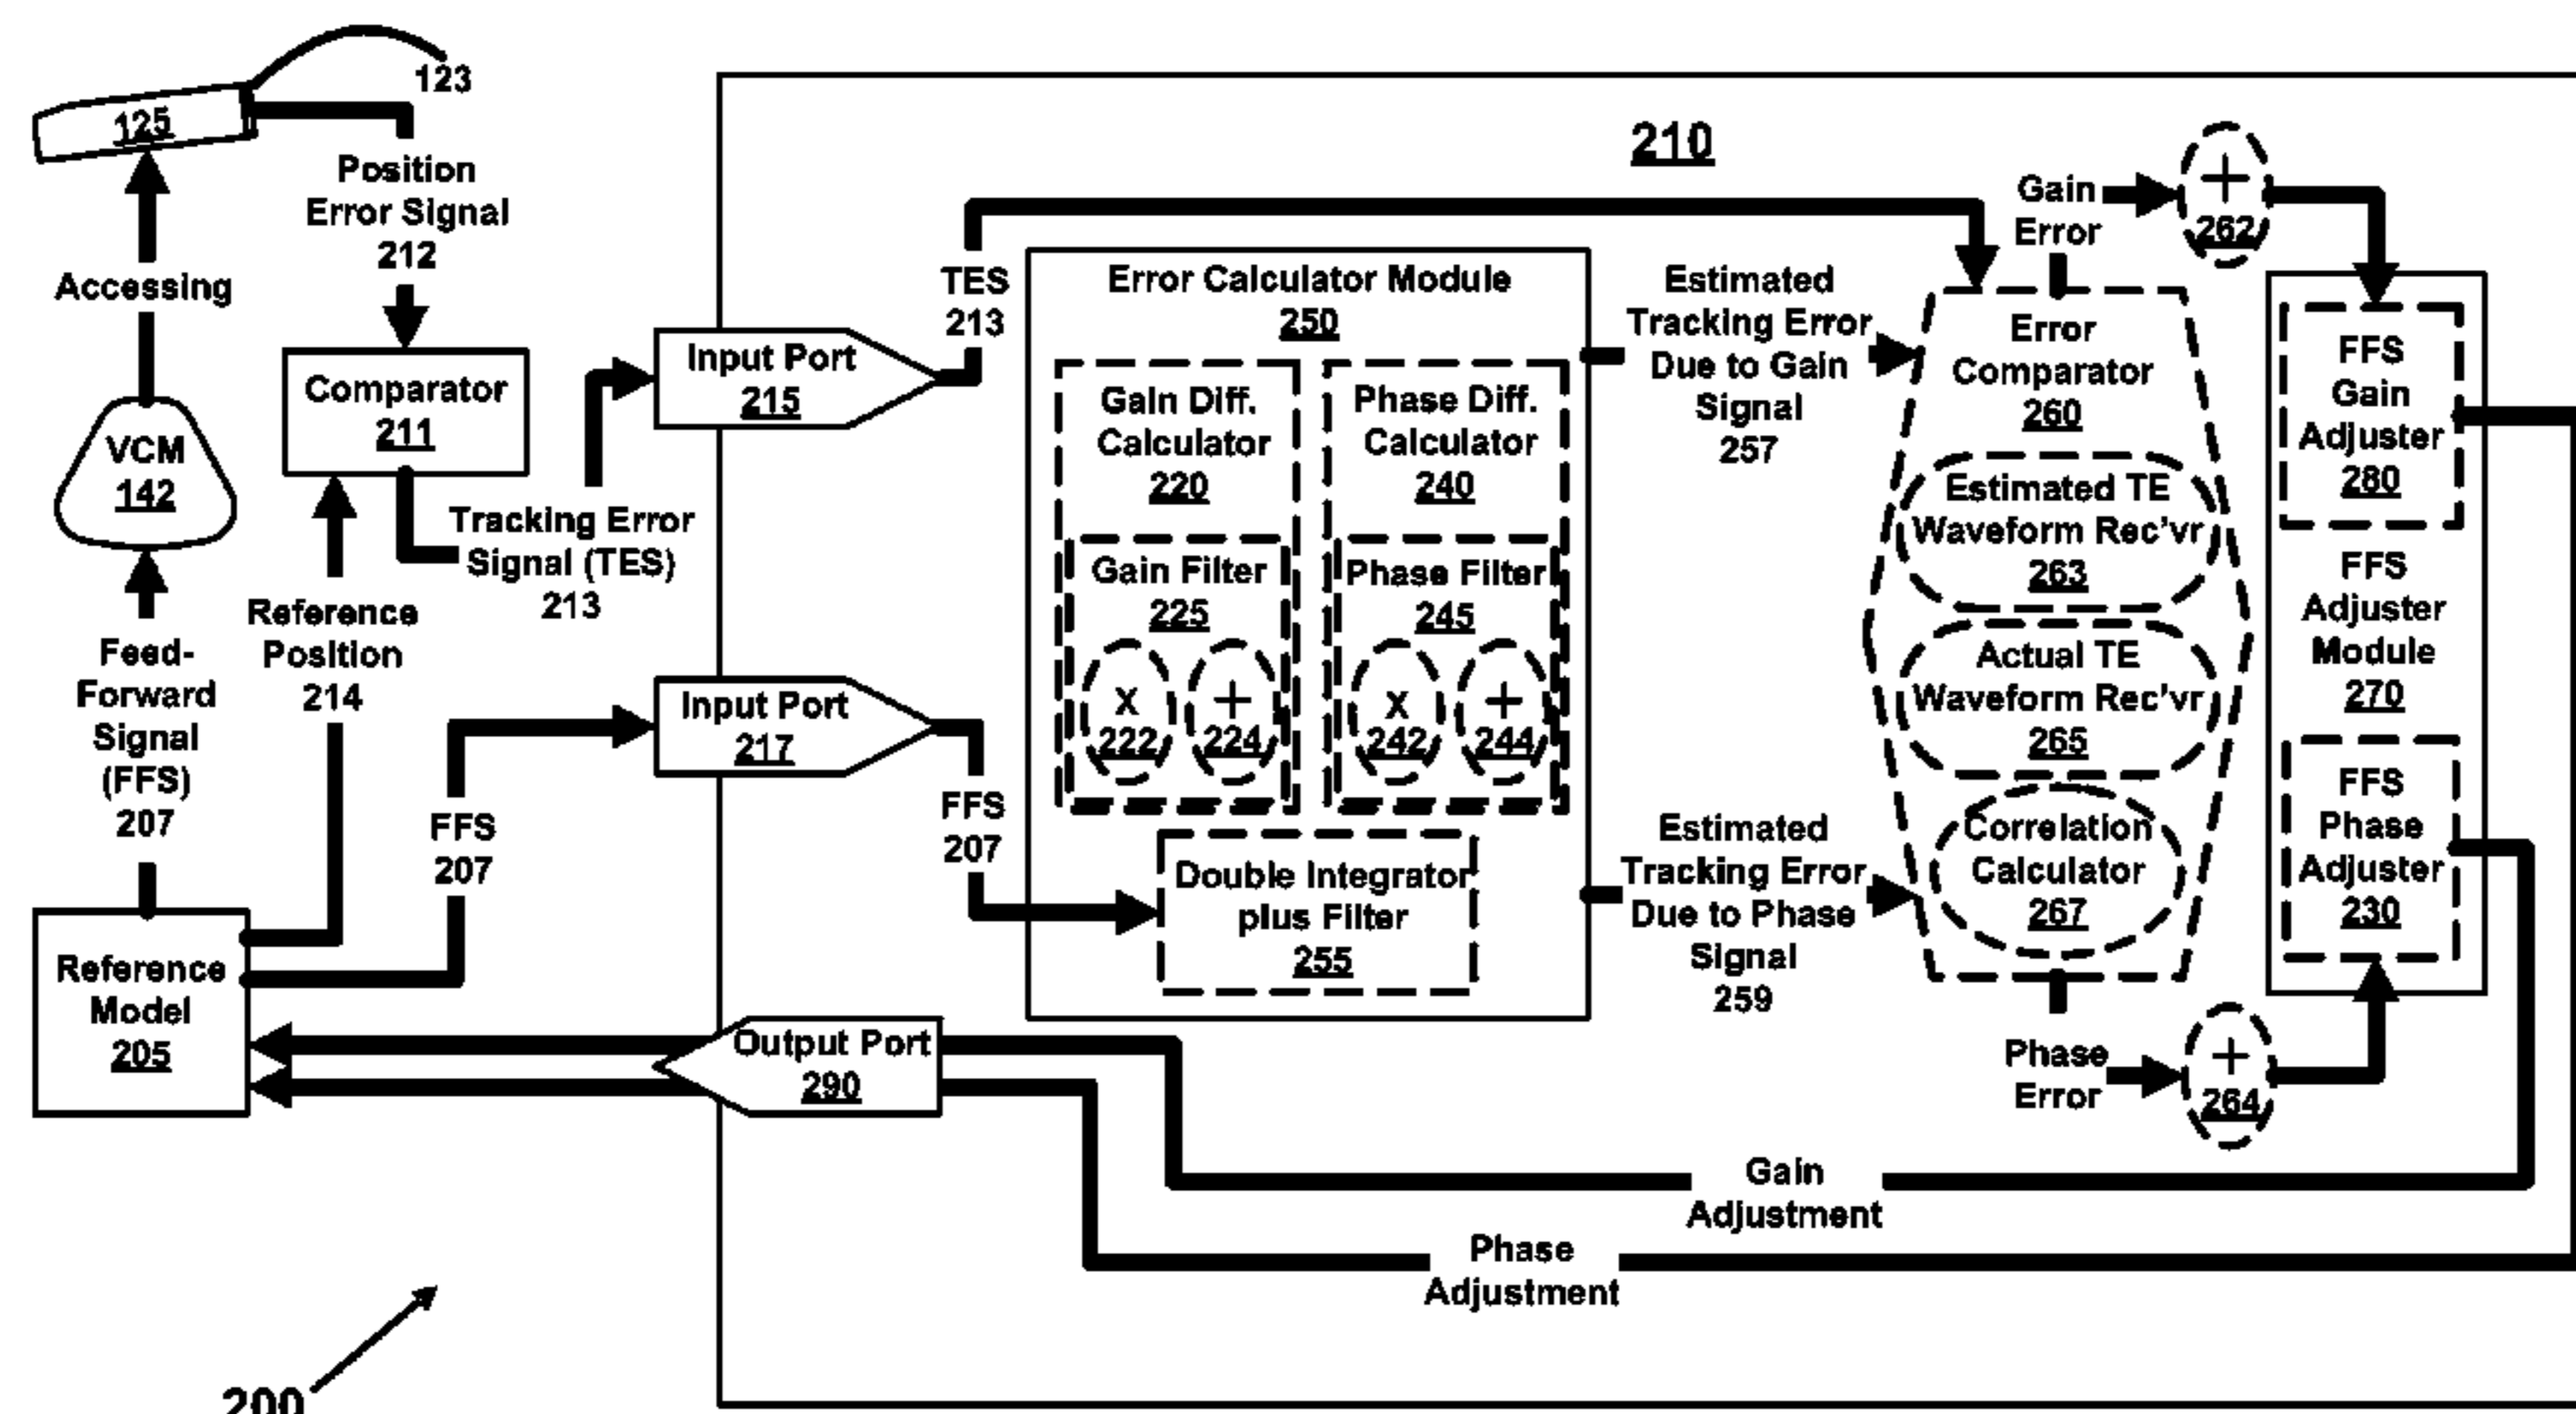 123
125
Position
Error Signal
212
Accessing
Comparator
211
VCM
142
Tracking Error
Signal (TES)
213
Reference
Position
214
Feed-
Forward
Signal
(FFS)
207
FFS
207
Reference
Model
205
200
210
Input Port
215
TES
213
Input Port
217
FFS
207
Output Port
290
Error Calculator Module
250
Gain Diff.
Calculator
220
Gain Filter
225
X
222
+
224
Phase Diff.
Calculator
240
Phase Filter
245
X
242
+
244
Double Integrator
plus Filter
255
Estimated
Tracking Error
Due to Gain
Signal
257
Estimated
Tracking Error
Due to Phase
Signal
259
Gain
Error
+
262
Error
Comparator
260
Estimated TE
Waveform Rec'vr
263
Actual TE
Waveform Rec'vr
265
Correlation
Calculator
267
Phase
Error
+
264
FFS
Gain
Adjuster
280
FFS
Adjuster
Module
270
FFS
Phase
Adjuster
230
Gain
Adjustment
Phase
Adjustment